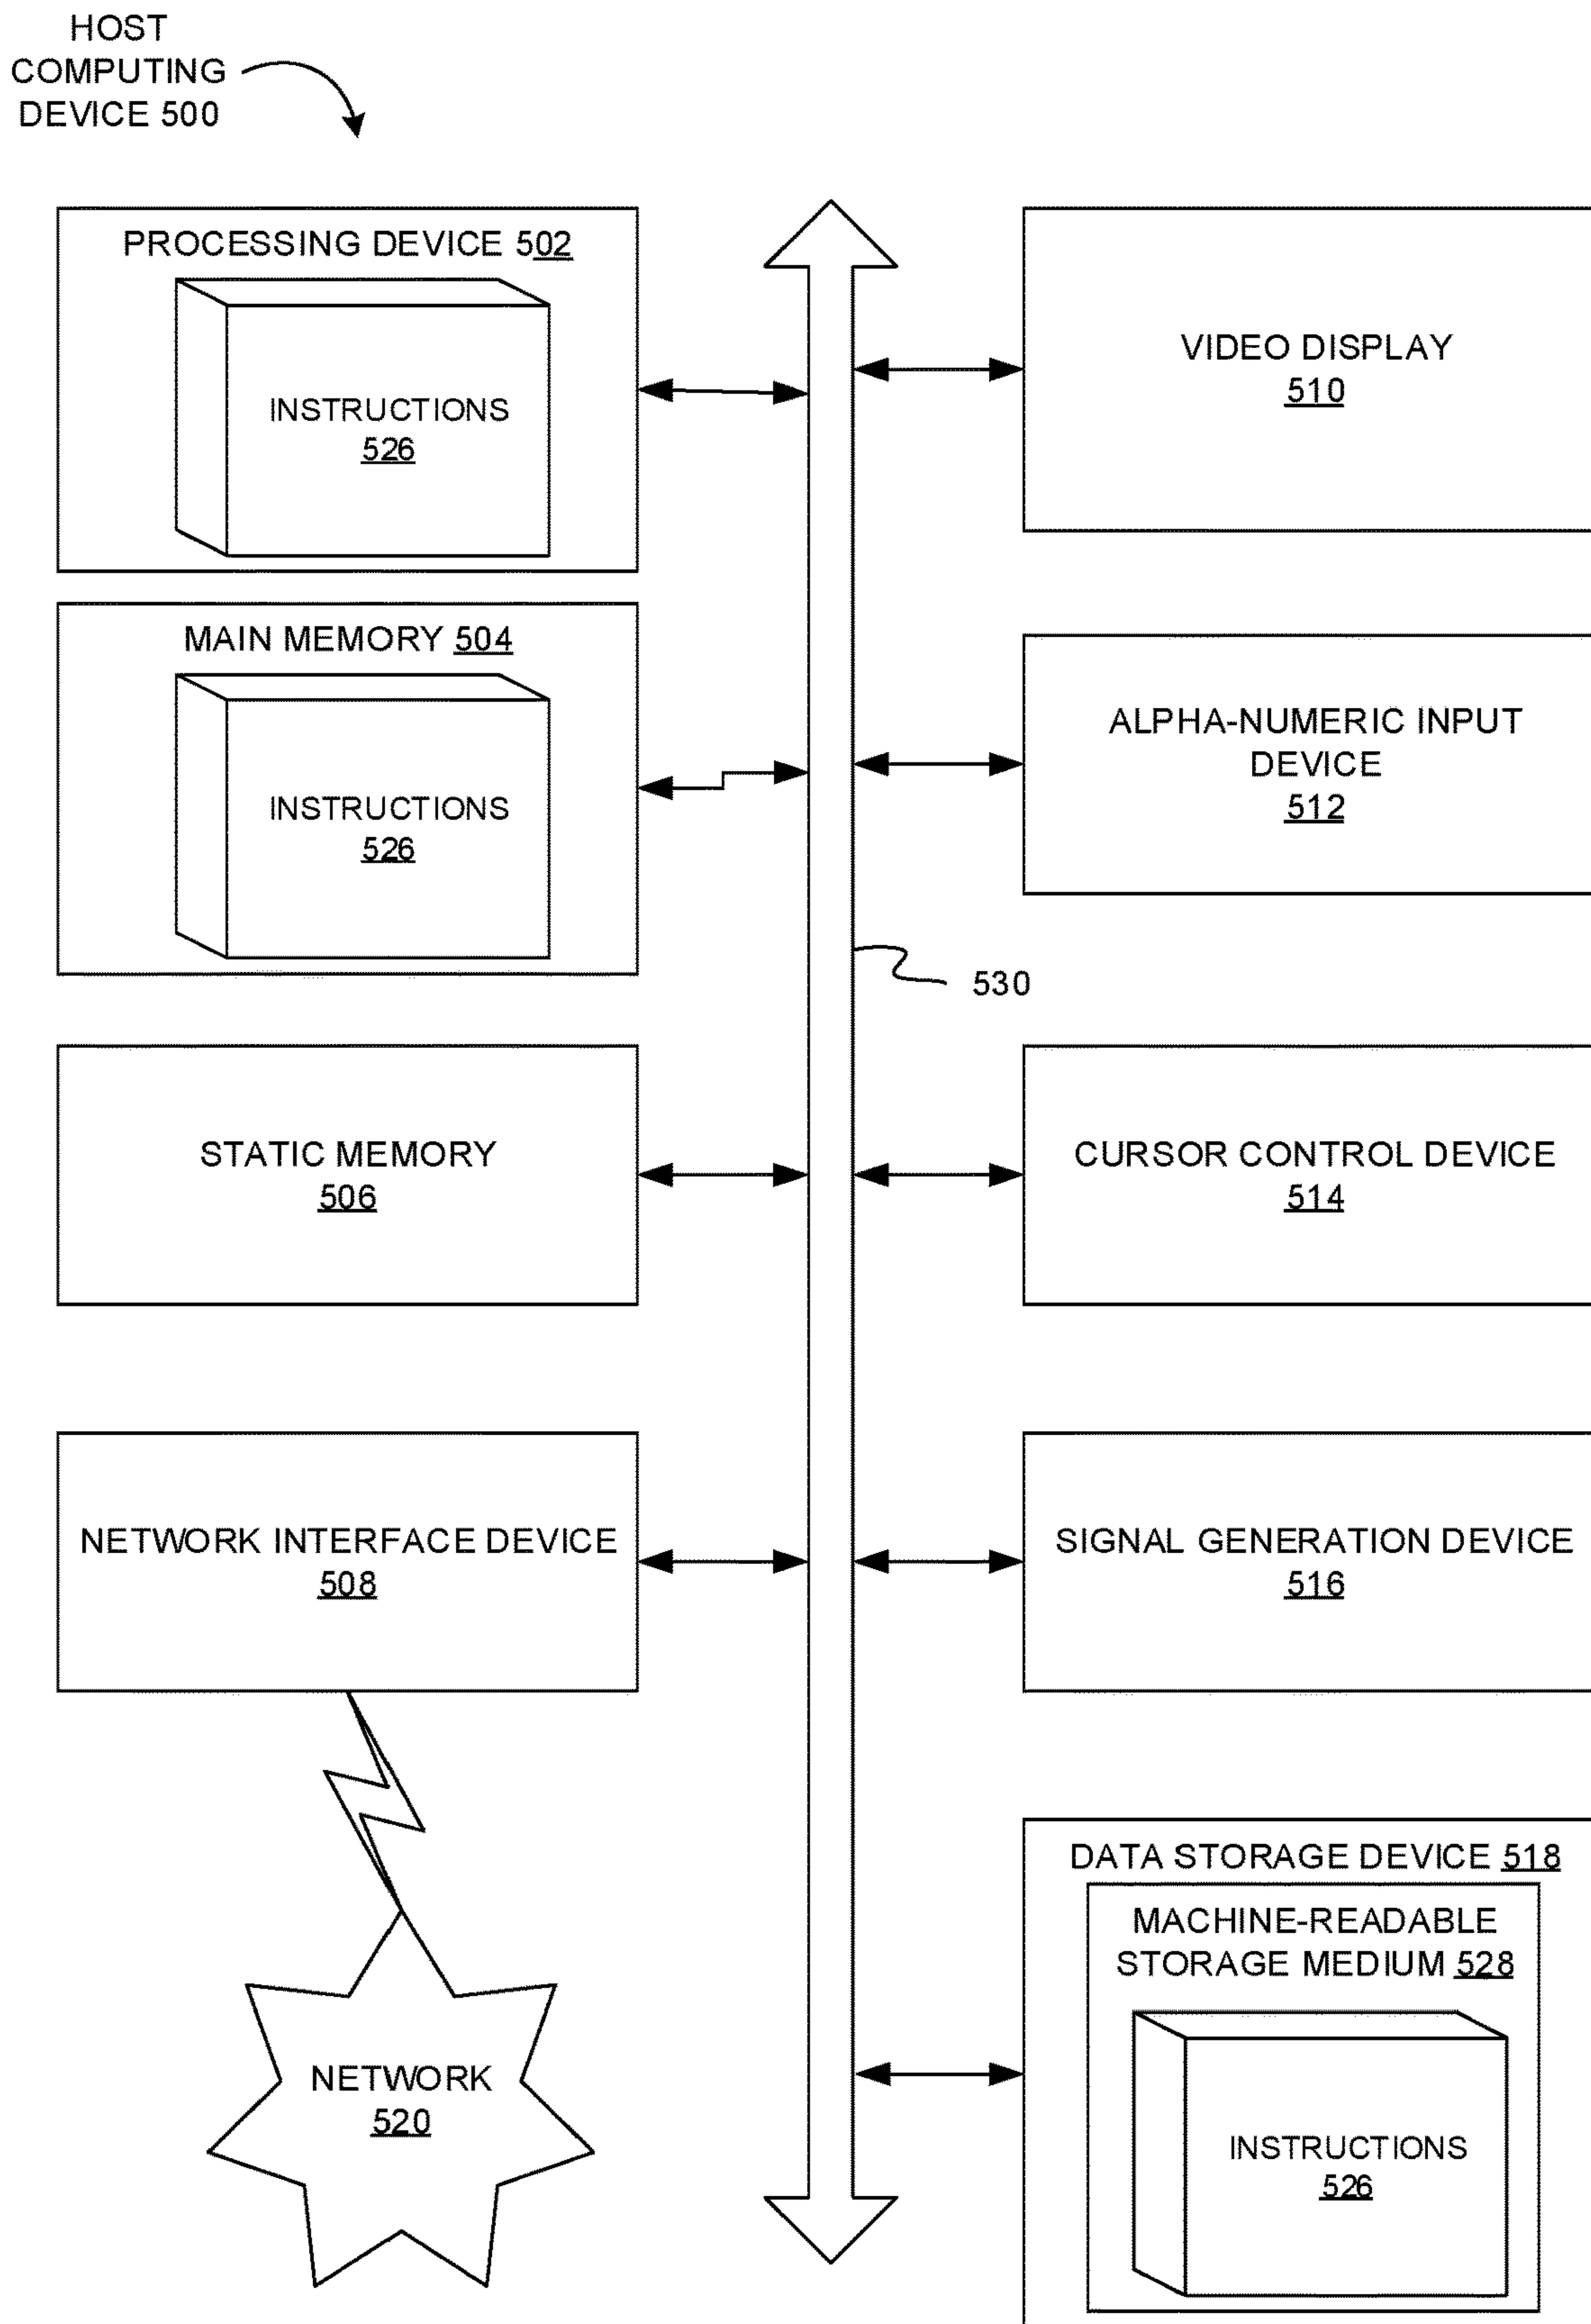 HOST
COMPUTING
DEVICE 500
PROCESSING DEVICE 502
INSTRUCTIONS
526
MAIN MEMORY 504
INSTRUCTIONS
526
STATIC MEMORY
506
NETWORK INTERFACE DEVICE
508
NETWORK
520
VIDEO DISPLAY
510
ALPHA-NUMERIC INPUT
DEVICE
512
530
CURSOR CONTROL DEVICE
514
SIGNAL GENERATION DEVICE
516
DATA STORAGE DEVICE 518
MACHINE-READABLE
STORAGE MEDIUM 528
INSTRUCTIONS
526